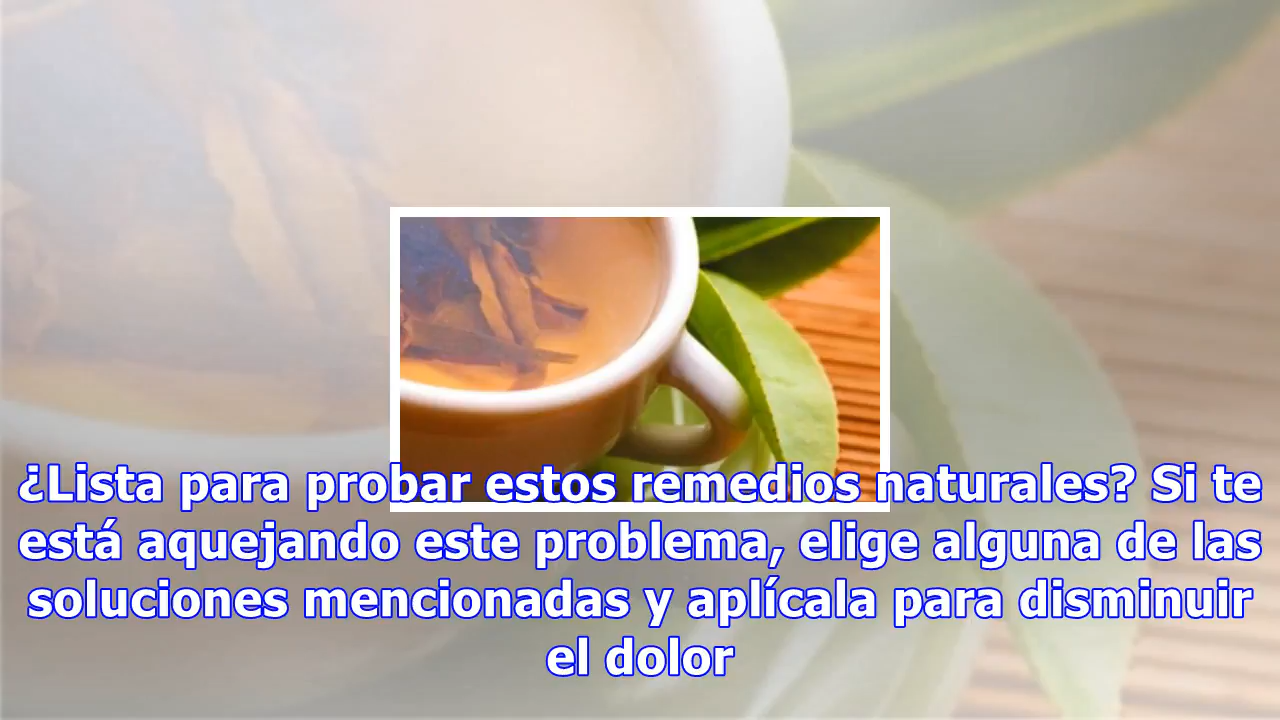 ¿Lista para probar estos remedios naturales? Si te
está aquejando este problema, elige alguna de las
soluciones mencionadas y aplícala para disminuir
el dolor